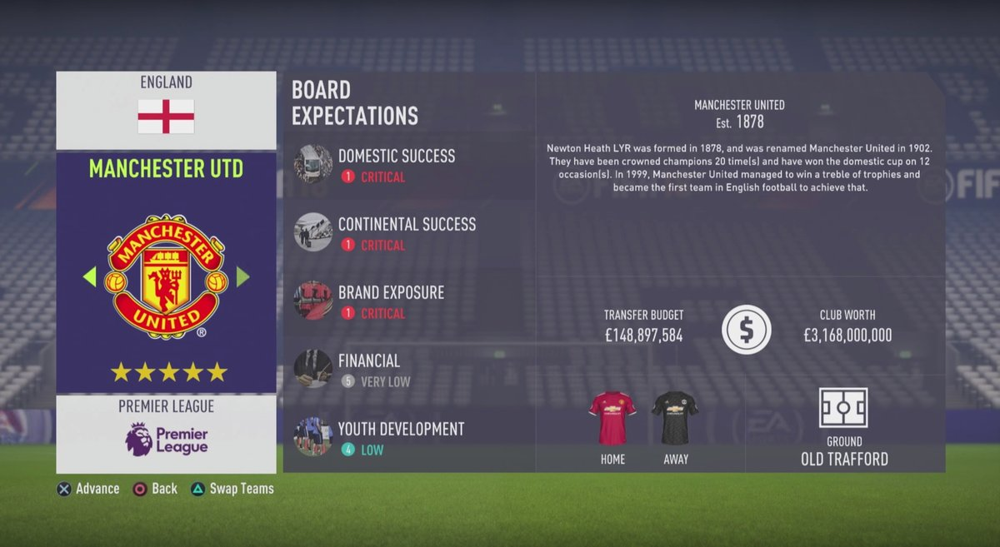 ENGLAND
MANCHESTER UTD
MANCHESTER
UNITED
®
PREMIER LEAGUE
Premier
League
BOARD
EXPECTATIONS
DOMESTIC SUCCESS
1 CRITICAL
CONTINENTAL SUCCESS
1 CRITICAL
BRAND EXPOSURE
1 CRITICAL
FINANCIAL
5 VERY LOW
YOUTH DEVELOPMENT
4 LOW
MANCHESTER UNITED
Est. 1878
Newton Heath LYR was formed in 1878, and was renamed Manchester United in 1902.
They have been crowned champions 20 time(s) and have won the domestic cup on 12
occasion(s). In 1999, Manchester United managed to win a treble of trophies and
became the first team in English football to achieve that.
TRANSFER BUDGET
£148,897,584
$
CLUB WORTH
£3,168,000,000
CHEVROLET
CHEVROLET
HOME
AWAY
GROUND
OLD TRAFFORD
FIF
EA
Advance
Back
Swap Teams